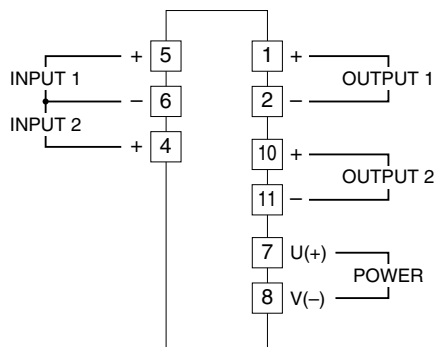 INPUT 1
+ 5
– 6
INPUT 2
+ 4
1 +
OUTPUT 1
2 –
10 +
OUTPUT 2
11 –
7 U(+)
POWER
8 V(–)